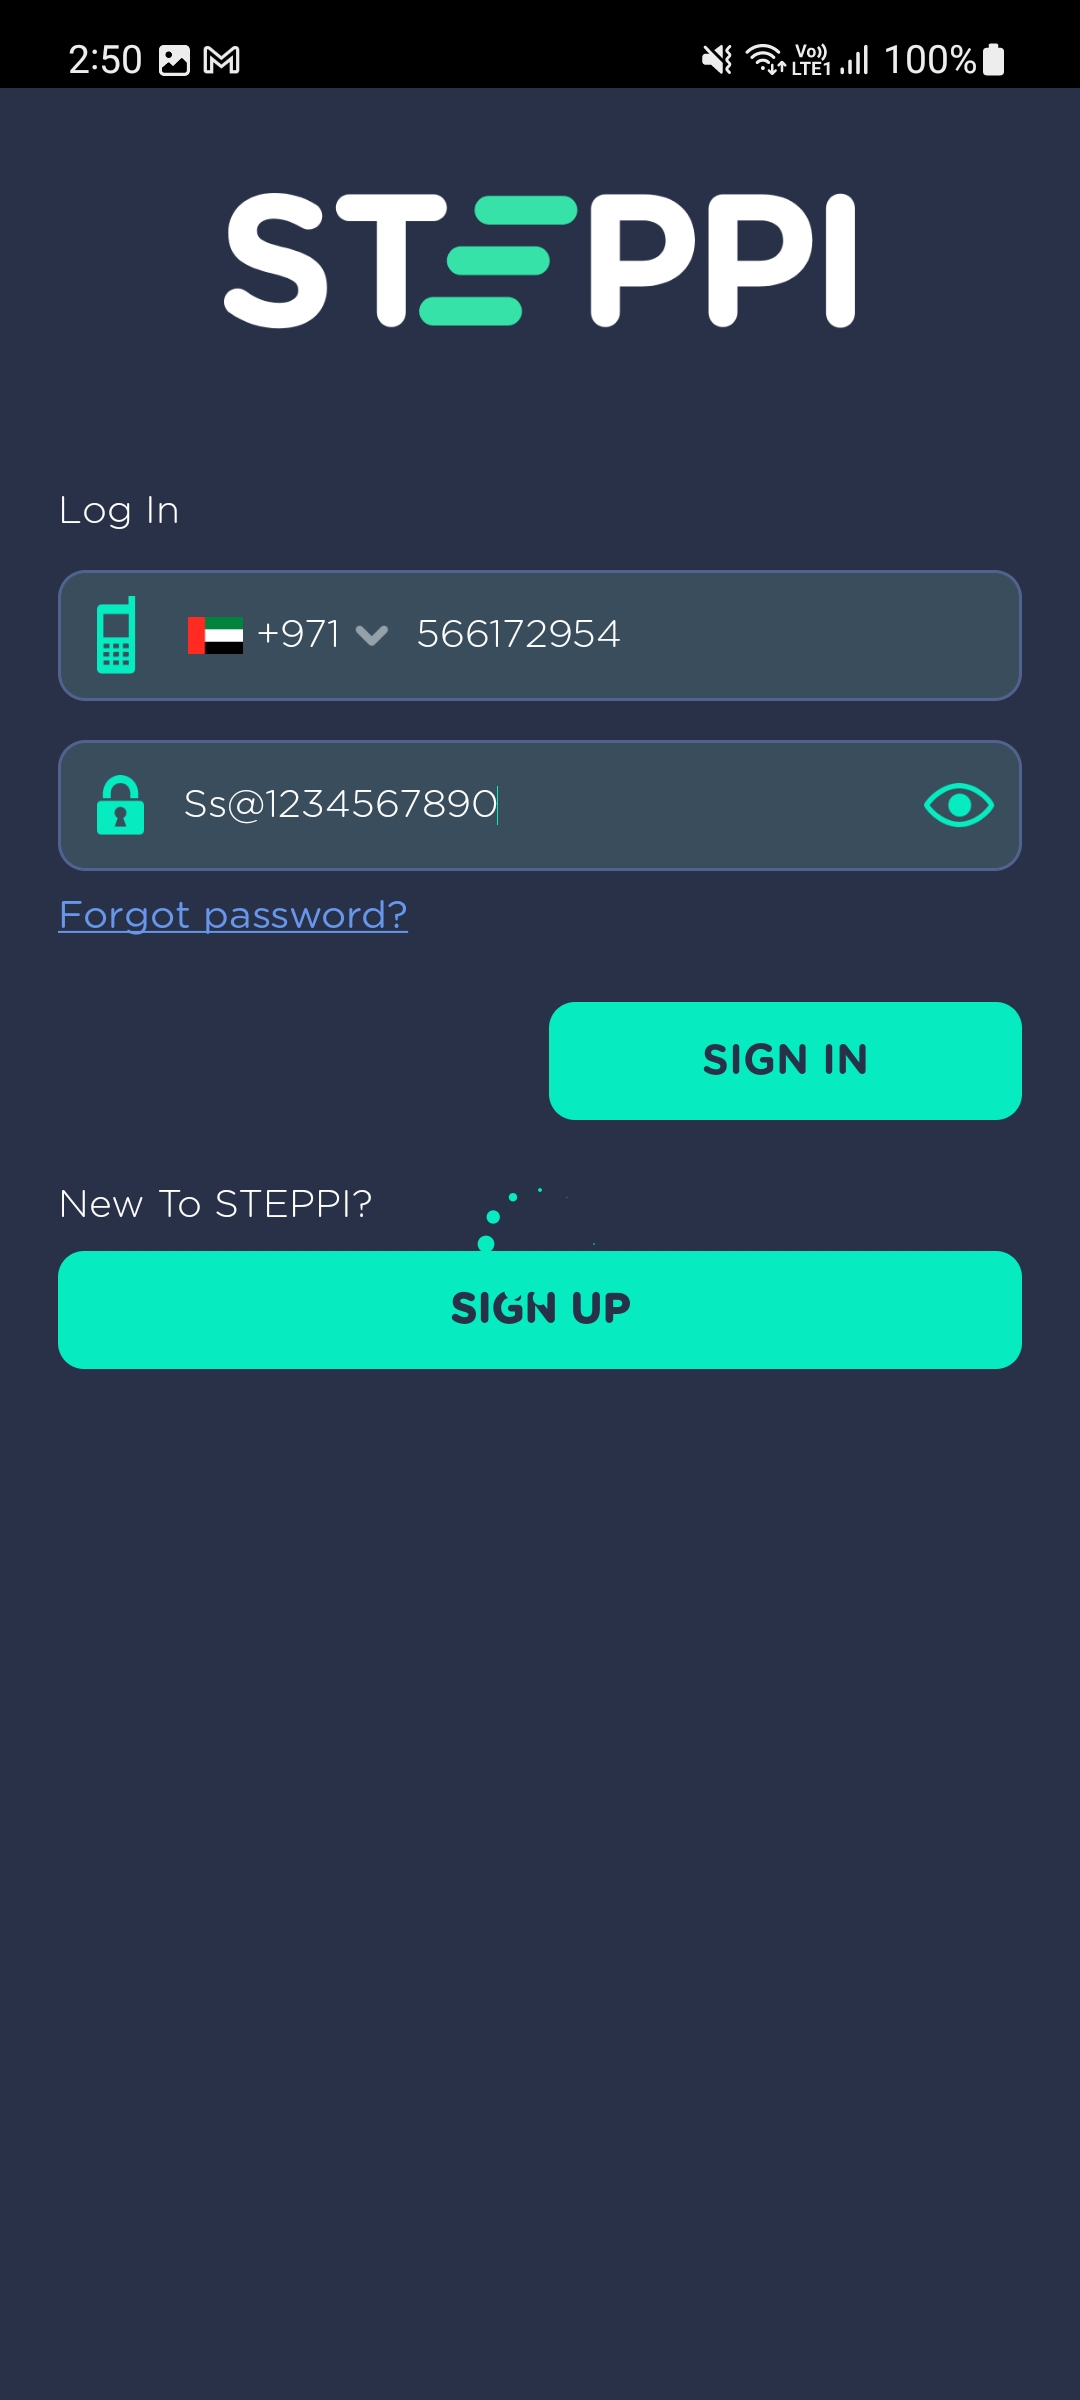 2:50 Vo)) LTE1 100%
STEPPI
Log In
+971 566172954
Ss@1234567890
Forgot password?
SIGN IN
New To STEPPI?
SIGN UP